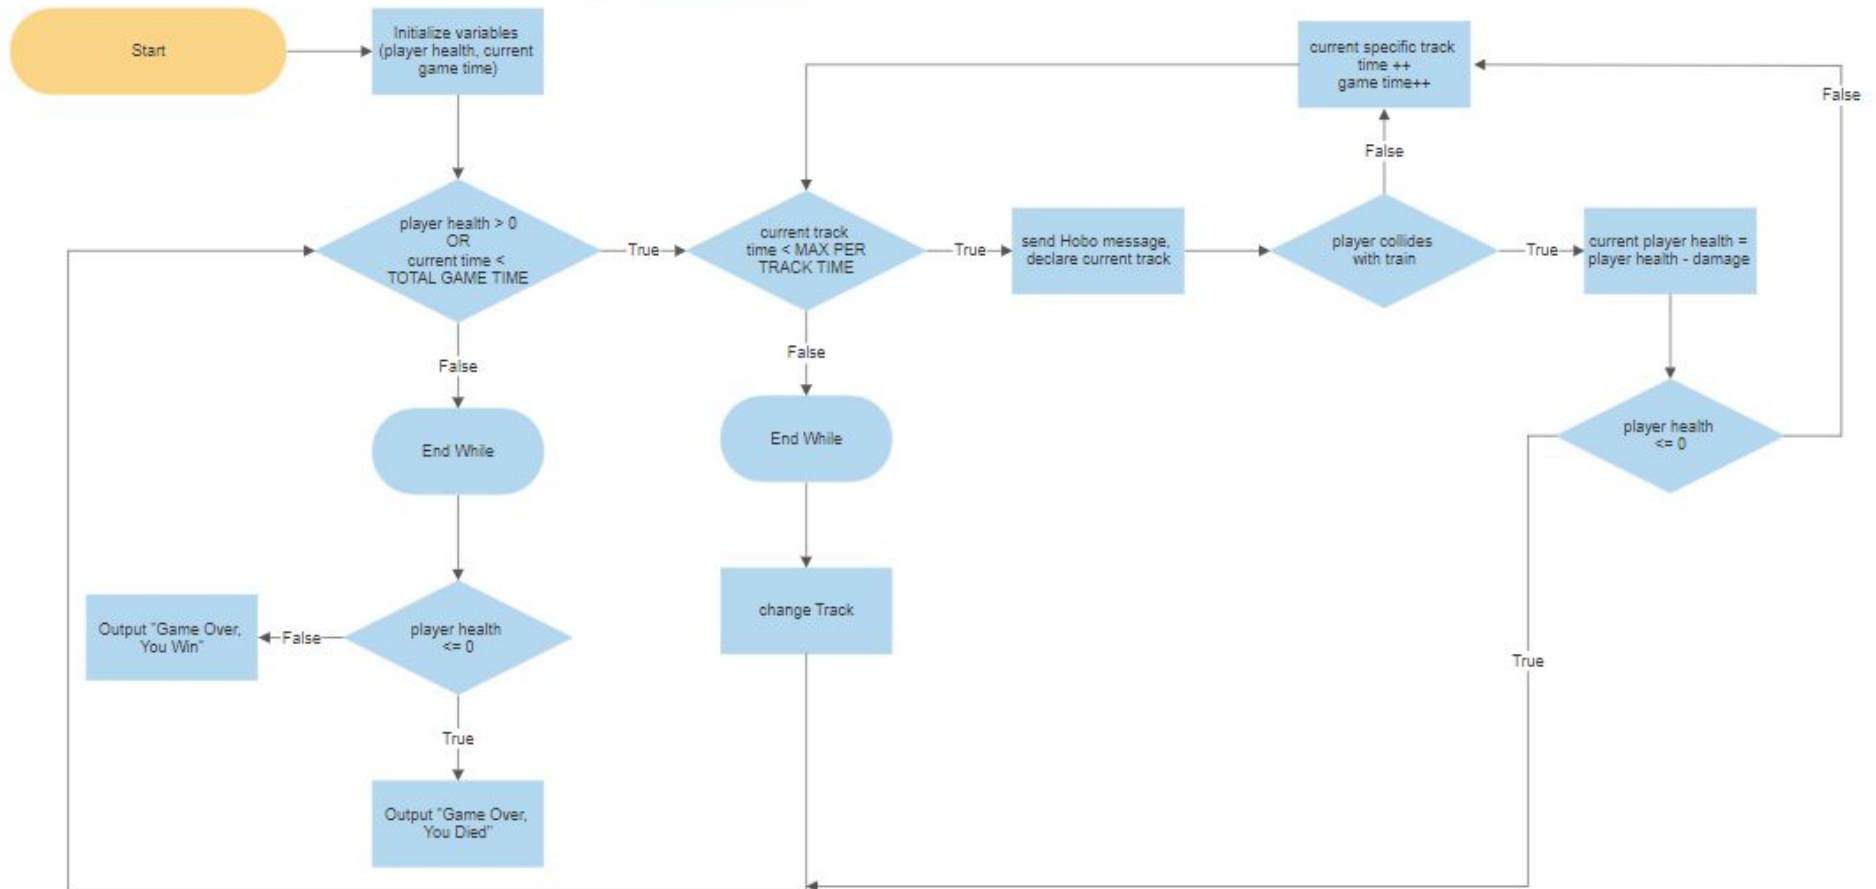 Start
Initialize variables
(player health, current
game time)
current specific track
time ++
game time++
False
False
player health > 0
OR
current time <
TOTAL GAME TIME
True
current track
time < MAX PER
TRACK TIME
True
send Hobo message,
declare current track
player collides
with train
True
current player health =
player health - damage
False
False
End While
End While
player health
<= 0
change Track
Output "Game Over,
You Win"
False
player health
<= 0
True
True
Output "Game Over,
You Died"